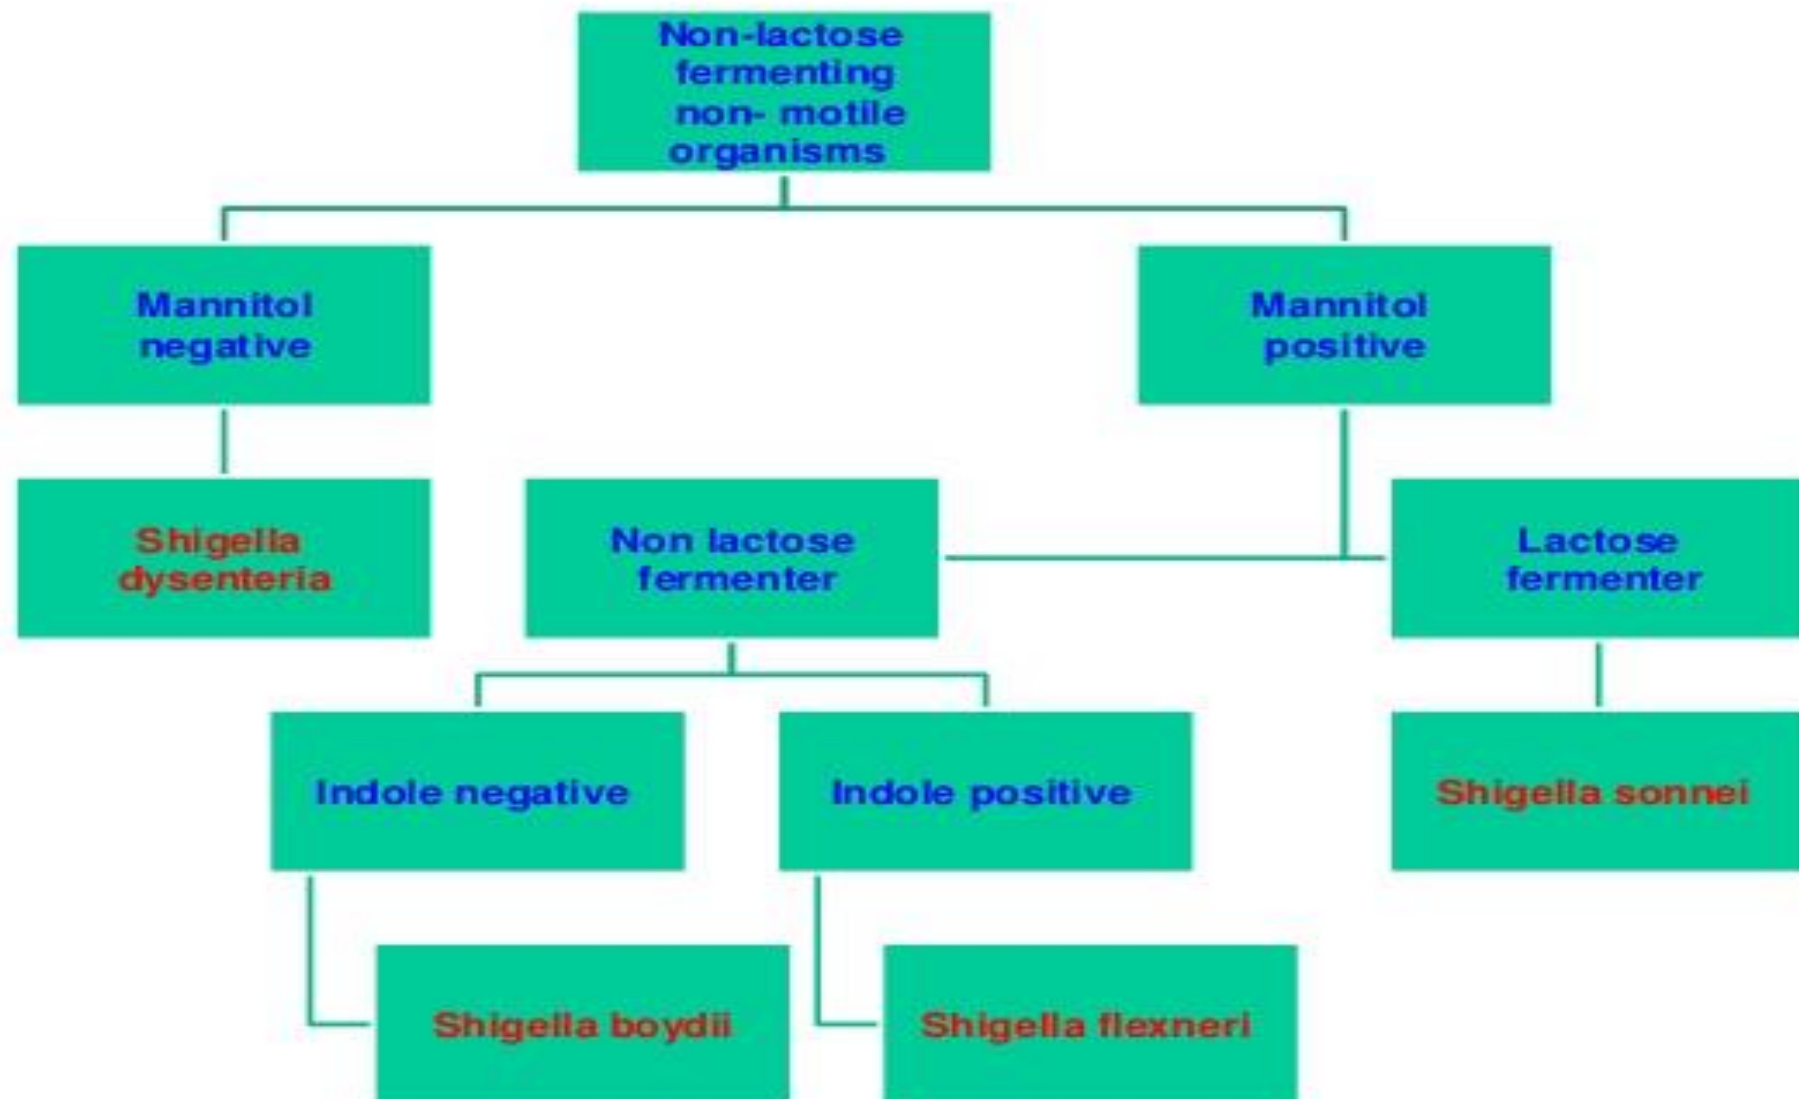 Non-lactose
fermenting
non- motile
organisms
Mannitol
negative
Mannitol
positive
Shigella
dysenteria
Non lactose
fermenter
Lactose
fermenter
Indole negative
Indole positive
Shigella sonnei
Shigella boydii
Shigella flexneri